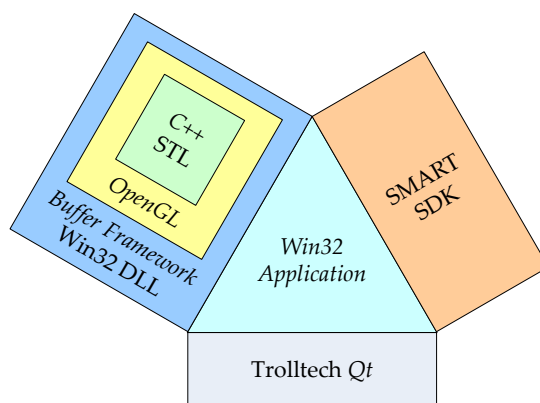 C++
STL
OpenGL
Buffer Framework
Win32 DLL
SMART
SDK
Win32
Application
Trolltech Qt